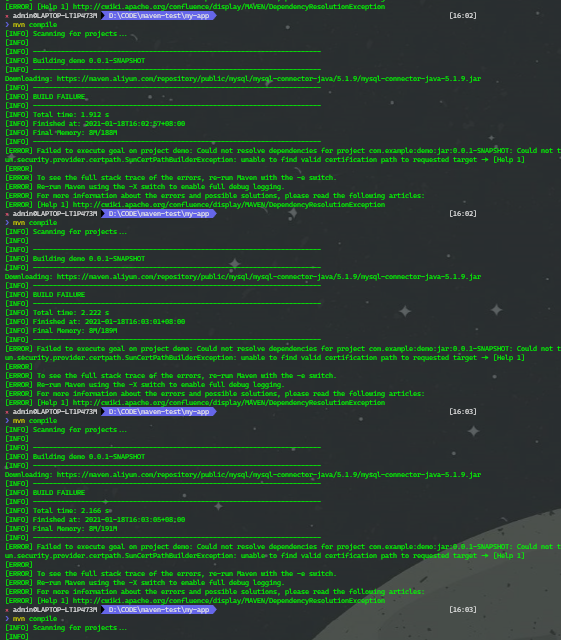 [ERROR] [Help 1] http://cwiki.apache.org/confluence/display/MAVEN/DependencyResolutionException
admin@LAPTOP-LT1P473M D:\CODE\maven-test\my-app [16:02]
❯ mvn compile
[INFO] Scanning for projects...
[INFO]
[INFO] ------------------------------------------------------------------------
[INFO] Building demo 0.0.1-SNAPSHOT
[INFO] ------------------------------------------------------------------------
Downloading: https://maven.aliyun.com/repository/public/mysql/mysql-connector-java/5.1.9/mysql-connector-java-5.1.9.jar
[INFO] ------------------------------------------------------------------------
[INFO] BUILD FAILURE
[INFO] ------------------------------------------------------------------------
[INFO] Total time: 1.912 s
[INFO] Finished at: 2021-01-18T16:02:57+08:00
[INFO] Final Memory: 8M/188M
[INFO] ------------------------------------------------------------------------
[ERROR] Failed to execute goal on project demo: Could not resolve dependencies for project com.example:demo:jar:0.0.1-SNAPSHOT: Could not t
un.security.provider.certpath.SunCertPathBuilderException: unable to find valid certification path to requested target → [Help 1]
[ERROR]
[ERROR] To see the full stack trace of the errors, re-run Maven with the -e switch.
[ERROR] Re-run Maven using the -X switch to enable full debug logging.
[ERROR] For more information about the errors and possible solutions, please read the following articles:
[ERROR] [Help 1] http://cwiki.apache.org/confluence/display/MAVEN/DependencyResolutionException
admin@LAPTOP-LT1P473M D:\CODE\maven-test\my-app [16:02]
❯ mvn compile
[INFO] Scanning for projects...
[INFO]
[INFO] ------------------------------------------------------------------------
[INFO] Building demo 0.0.1-SNAPSHOT
[INFO] ------------------------------------------------------------------------
Downloading: https://maven.aliyun.com/repository/public/mysql/mysql-connector-java/5.1.9/mysql-connector-java-5.1.9.jar
[INFO] ------------------------------------------------------------------------
[INFO] BUILD FAILURE
[INFO] ------------------------------------------------------------------------
[INFO] Total time: 2.222 s
[INFO] Finished at: 2021-01-18T16:03:01+08:00
[INFO] Final Memory: 8M/189M
[INFO] ------------------------------------------------------------------------
[ERROR] Failed to execute goal on project demo: Could not resolve dependencies for project com.example:demo:jar:0.0.1-SNAPSHOT: Could not t
un.security.provider.certpath.SunCertPathBuilderException: unable to find valid certification path to requested target → [Help 1]
[ERROR]
[ERROR] To see the full stack trace of the errors, re-run Maven with the -e switch.
[ERROR] Re-run Maven using the -X switch to enable full debug logging.
[ERROR] For more information about the errors and possible solutions, please read the following articles:
[ERROR] [Help 1] http://cwiki.apache.org/confluence/display/MAVEN/DependencyResolutionException
admin@LAPTOP-LT1P473M D:\CODE\maven-test\my-app [16:03]
❯ mvn compile
[INFO] Scanning for projects...
[INFO]
[INFO] ------------------------------------------------------------------------
[INFO] Building demo 0.0.1-SNAPSHOT
[INFO] ------------------------------------------------------------------------
Downloading: https://maven.aliyun.com/repository/public/mysql/mysql-connector-java/5.1.9/mysql-connector-java-5.1.9.jar
[INFO] ------------------------------------------------------------------------
[INFO] BUILD FAILURE
[INFO] ------------------------------------------------------------------------
[INFO] Total time: 2.166 s
[INFO] Finished at: 2021-01-18T16:03:05+08:00
[INFO] Final Memory: 8M/191M
[INFO] ------------------------------------------------------------------------
[ERROR] Failed to execute goal on project demo: Could not resolve dependencies for project com.example:demo:jar:0.0.1-SNAPSHOT: Could not t
un.security.provider.certpath.SunCertPathBuilderException: unable to find valid certification path to requested target → [Help 1]
[ERROR]
[ERROR] To see the full stack trace of the errors, re-run Maven with the -e switch.
[ERROR] Re-run Maven using the -X switch to enable full debug logging.
[ERROR] For more information about the errors and possible solutions, please read the following articles:
[ERROR] [Help 1] http://cwiki.apache.org/confluence/display/MAVEN/DependencyResolutionException
admin@LAPTOP-LT1P473M D:\CODE\maven-test\my-app [16:03]
❯ mvn compile
[INFO] Scanning for projects...
[INFO]